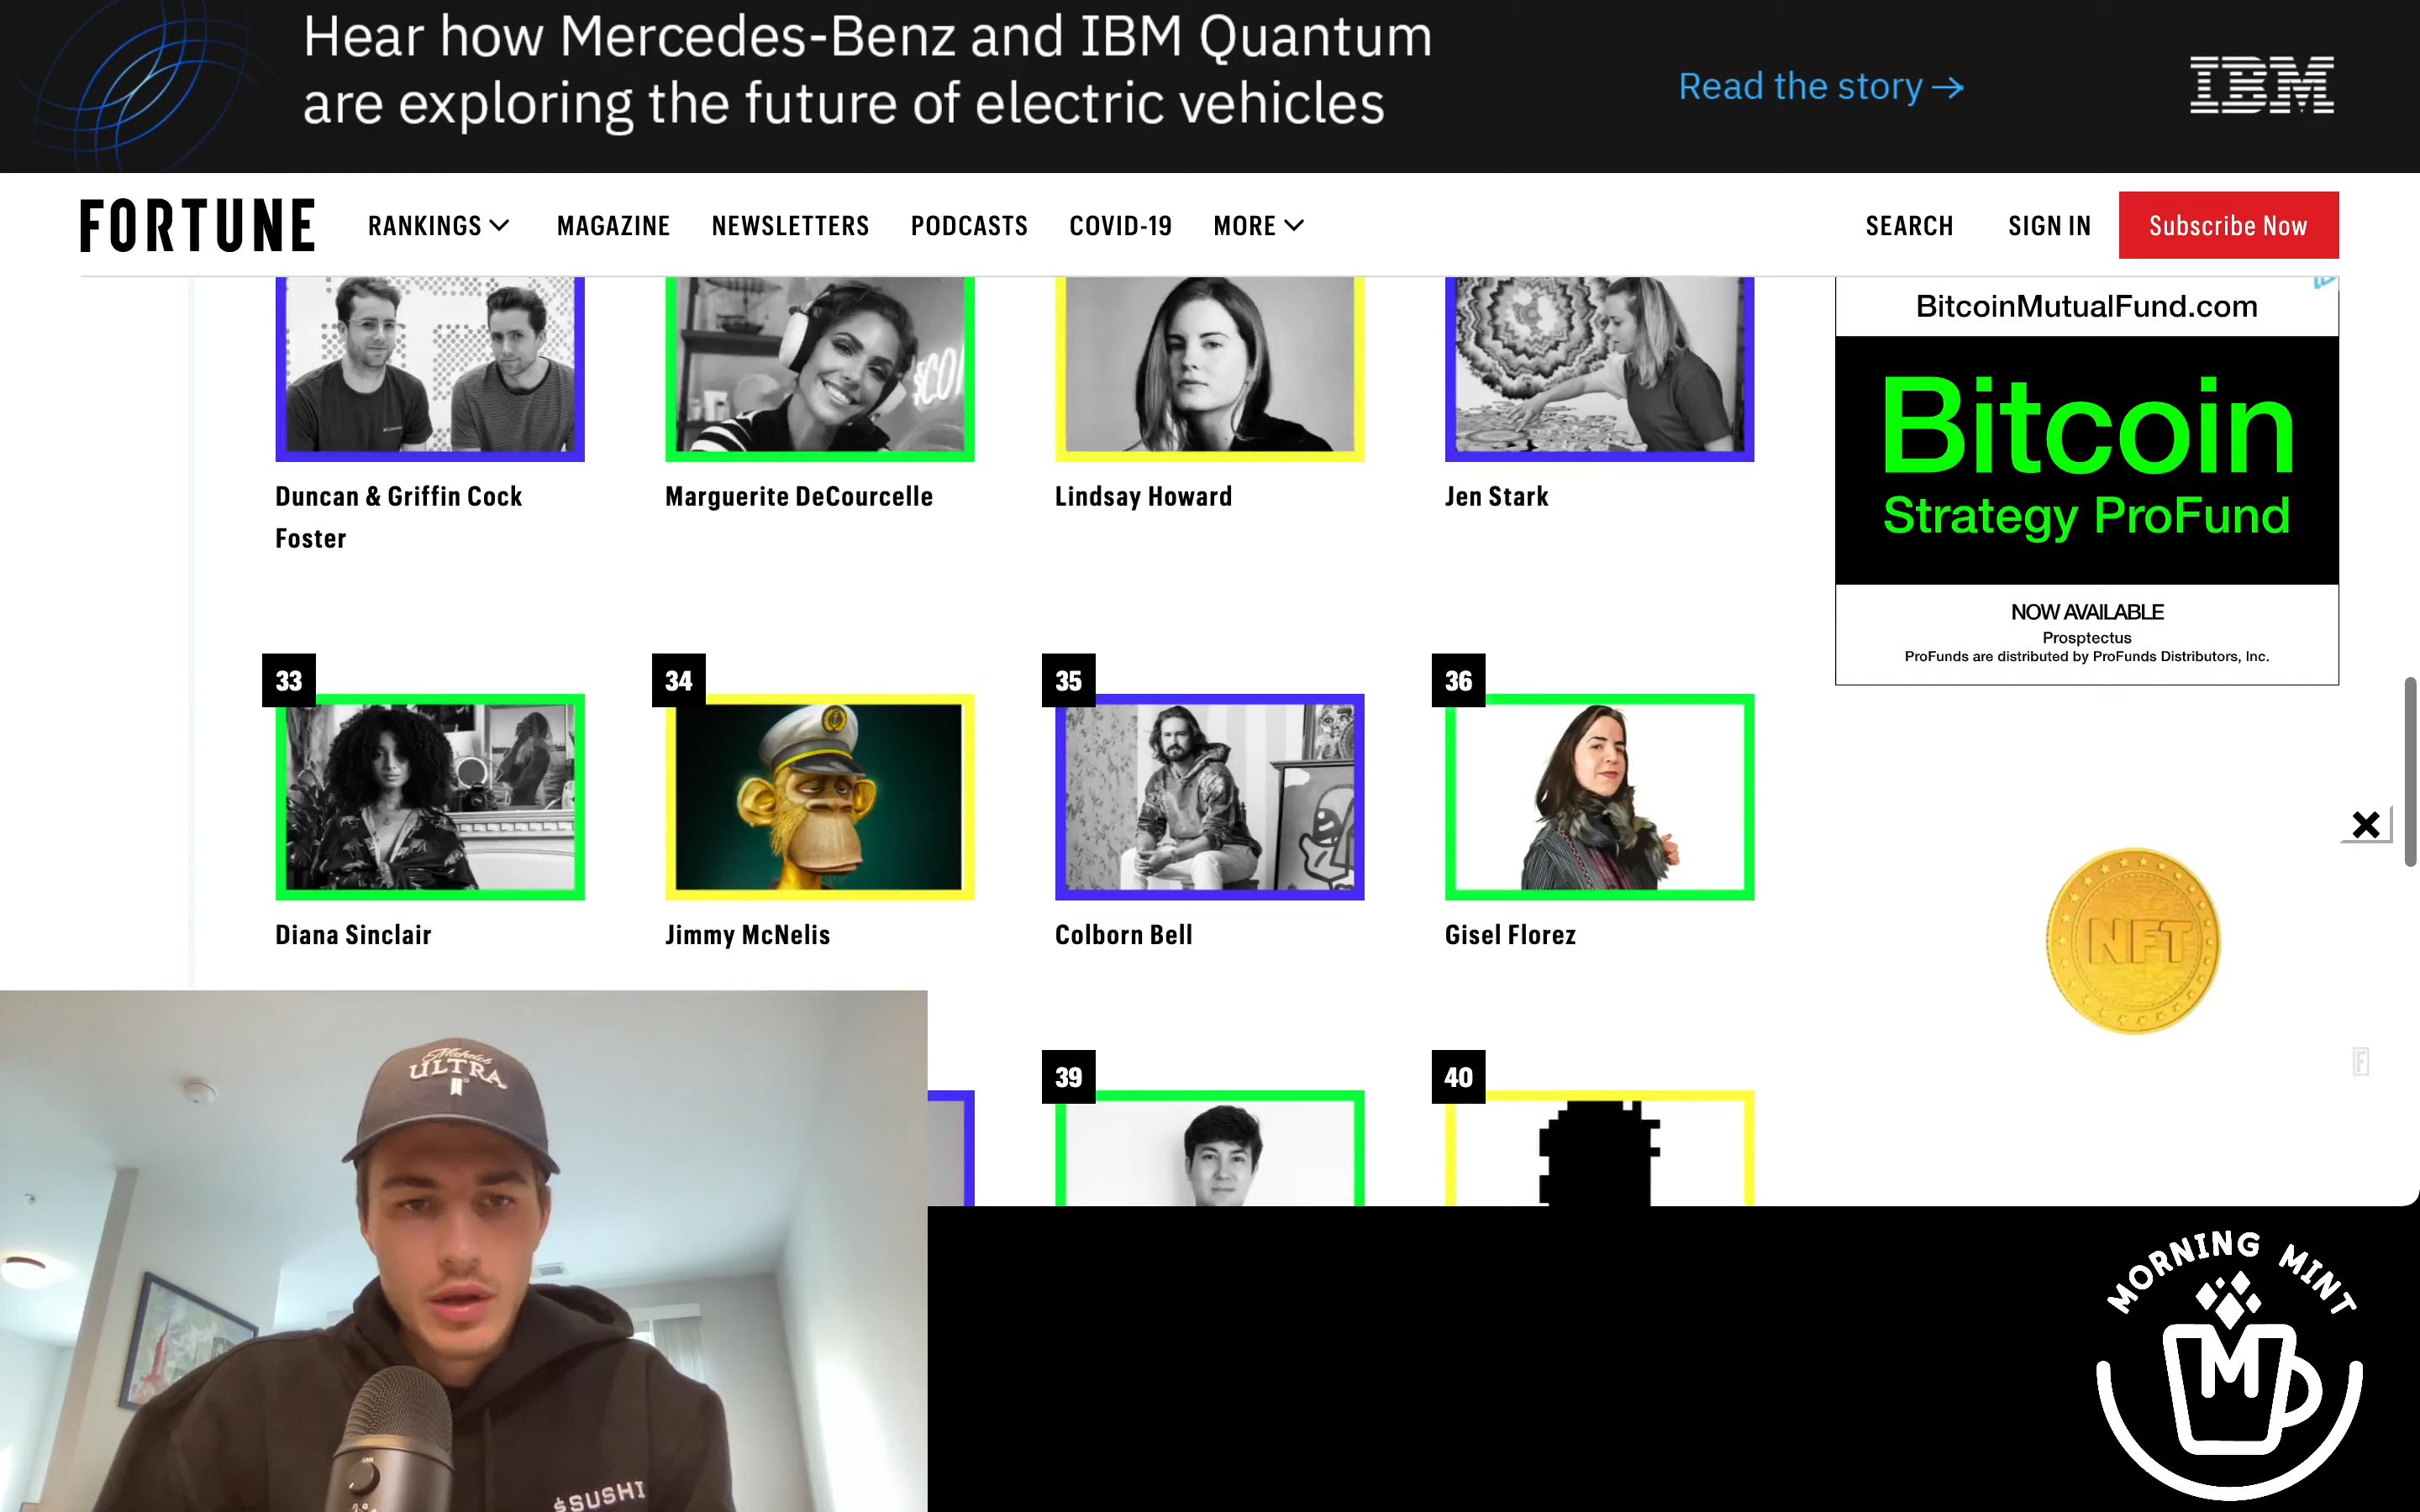 Hear how Mercedes-Benz and IBM Quantum
are exploring the future of electric vehicles
Read the story →
IBM
FORTUNE
RANKINGS
MAGAZINE
NEWSLETTERS
PODCASTS
COVID-19
MORE
SEARCH
SIGN IN
Subscribe Now
Duncan & Griffin Cock
Foster
Marguerite DeCourcelle
Lindsay Howard
Jen Stark
BitcoinMutualFund.com
Bitcoin
Strategy ProFund
NOW AVAILABLE
Prosptectus
ProFunds are distributed by ProFunds Distributors, Inc.
33
34
35
36
Diana Sinclair
Jimmy McNelis
Colborn Bell
Gisel Florez
NFT
39
40
Michelob
ULTRA
$SUSHI
MORNING MINT
M